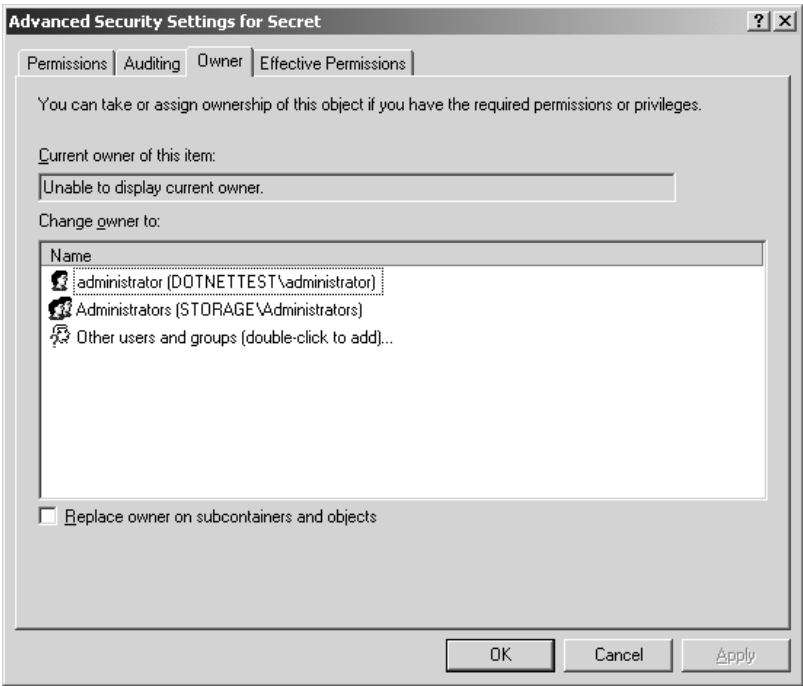 Advanced Security Settings for Secret
Permissions Auditing Owner Effective Permissions
You can take or assign ownership of this object if you have the required permissions or privileges.
Current owner of this item:
Unable to display current owner.
Change owner to:
Name
administrator (DOTNETTEST\administrator)
Administrators (STORAGE\Administrators)
Other users and groups (double-click to add)...
Replace owner on subcontainers and objects
OK Cancel Apply